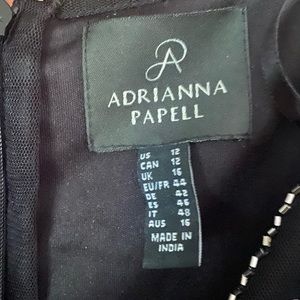 ADRIANNA
PAPELL
US 12
CAN 12
UK 16
EU/FR 44
DE 42
ES 46
IT 48
AUS 16
MADE IN
INDIA